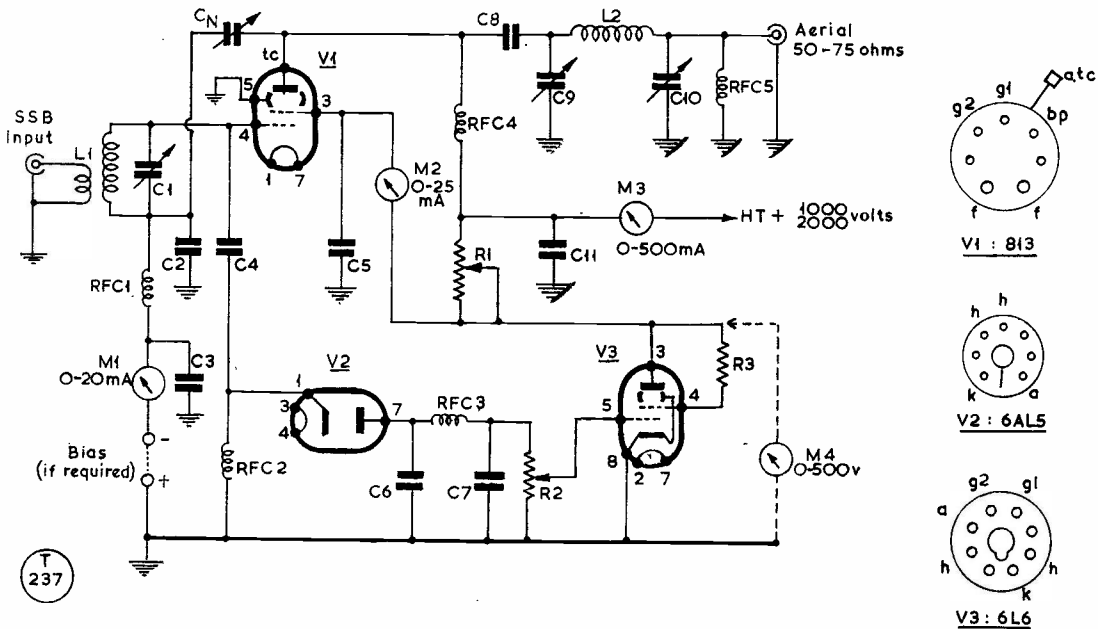 CN
C8
L2
Aerial
50-75 ohms
tc
V1
5
3
4
1
7
C9
C10
RFC5
RFC4
SSB
Input
L1
C1
M2
0-25
mA
M3
0-500mA
HT+ 1000
2000 volts
C2
C4
C5
R1
C11
RFC1
M1
0-20mA
C3
V2
1
3
4
7
RFC3
V3
3
5
4
8
2
7
R3
Bias
(if required)
-
+
RFC2
C6
C7
R2
M4
0-500v
T
237
g2
g1
atc
bp
f
f
V1 : 813
h
h
k
a
V2 : 6AL5
g2
g1
a
h
h
k
V3 : 6L6